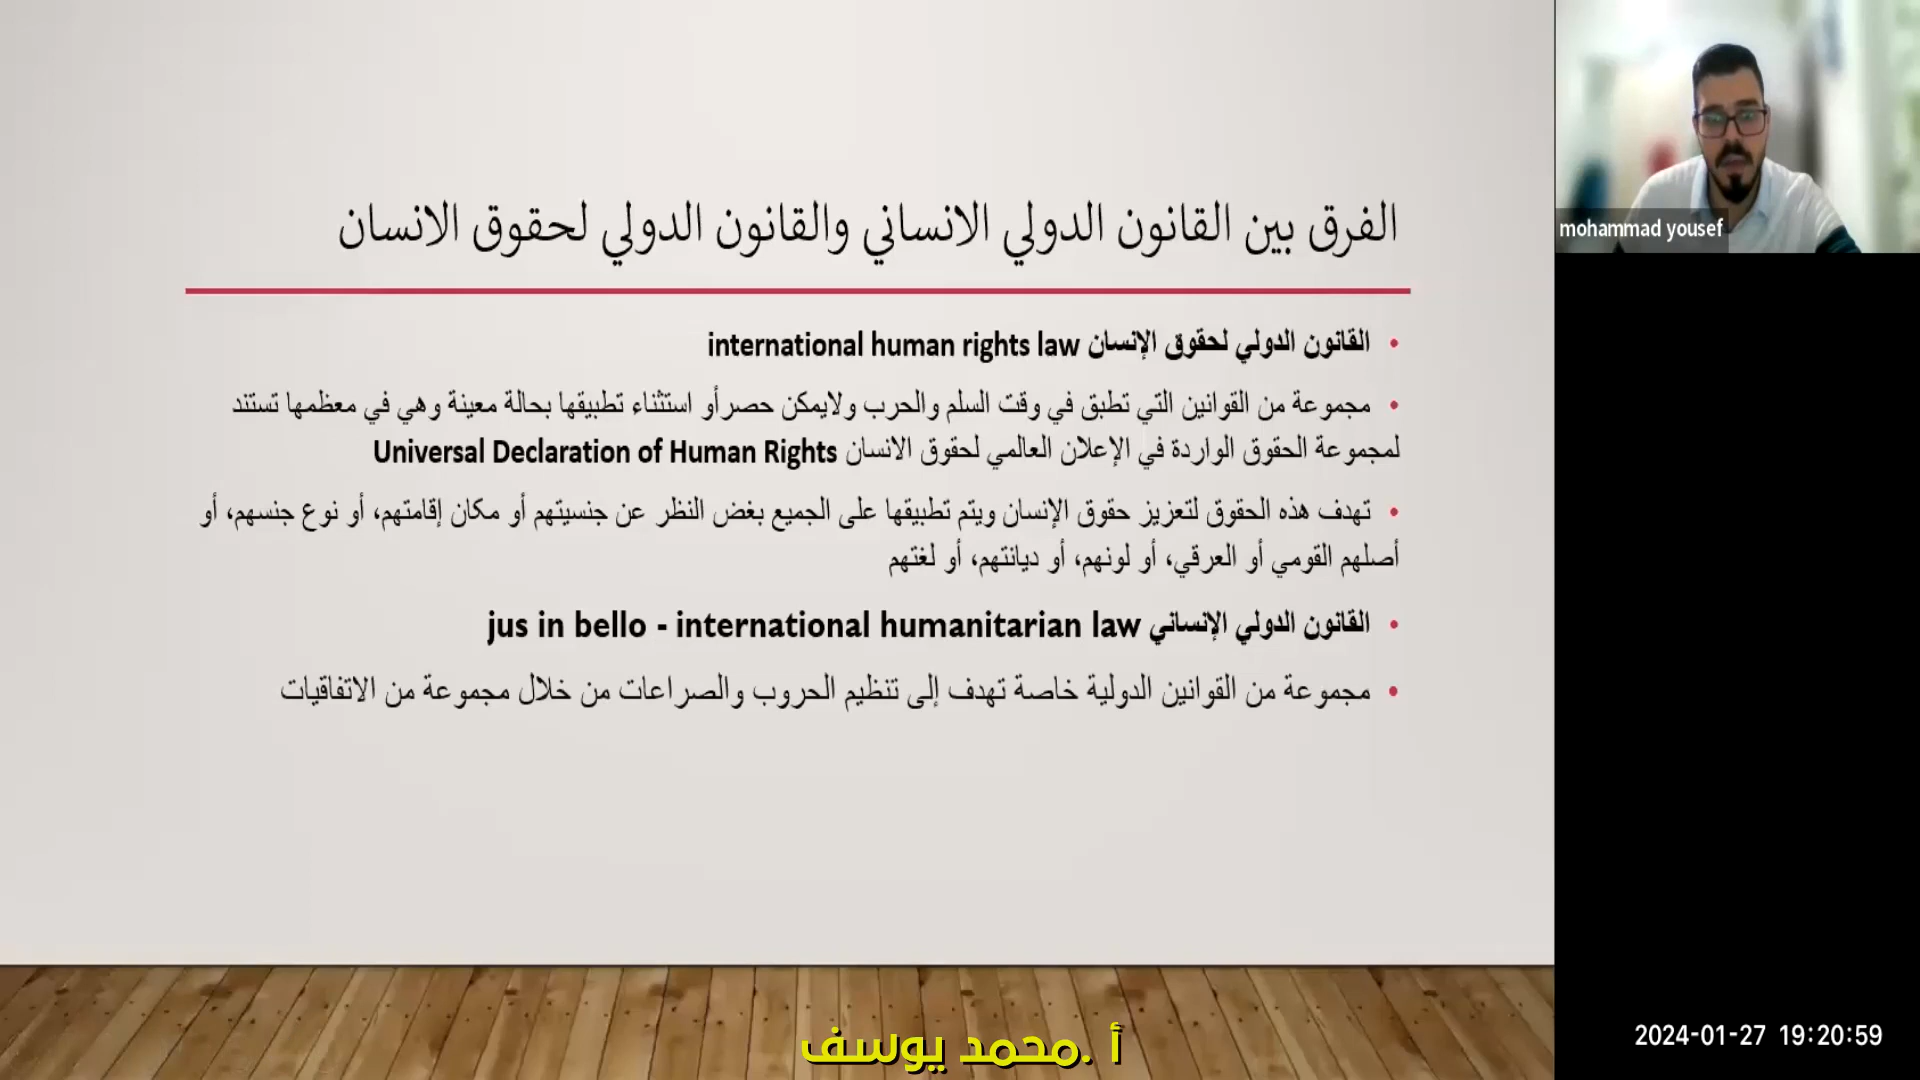 الفرق بين القانون الدولي الانساني والقانون الدولي لحقوق الانسان
• القانون الدولي لحقوق الإنسان international human rights law
• مجموعة من القوانين التي تطبق في وقت السلم والحرب ولايمكن حصرأو استثناء تطبيقها بحالة معينة وهي في معظمها تستند
لمجموعة الحقوق الواردة في الإعلان العالمي لحقوق الانسان Universal Declaration of Human Rights
• تهدف هذه الحقوق لتعزيز حقوق الإنسان ويتم تطبيقها على الجميع بغض النظر عن جنسيتهم أو مكان إقامتهم، أو نوع جنسهم، أو
أصلهم القومي أو العرقي، أو لونهم، أو ديانتهم، أو لغتهم
• القانون الدولي الإنساني jus in bello - international humanitarian law
• مجموعة من القوانين الدولية خاصة تهدف إلى تنظيم الحروب والصراعات من خلال مجموعة من الاتفاقيات
mohammad yousef
أ .محمد يوسف
2024-01-27 19:20:59